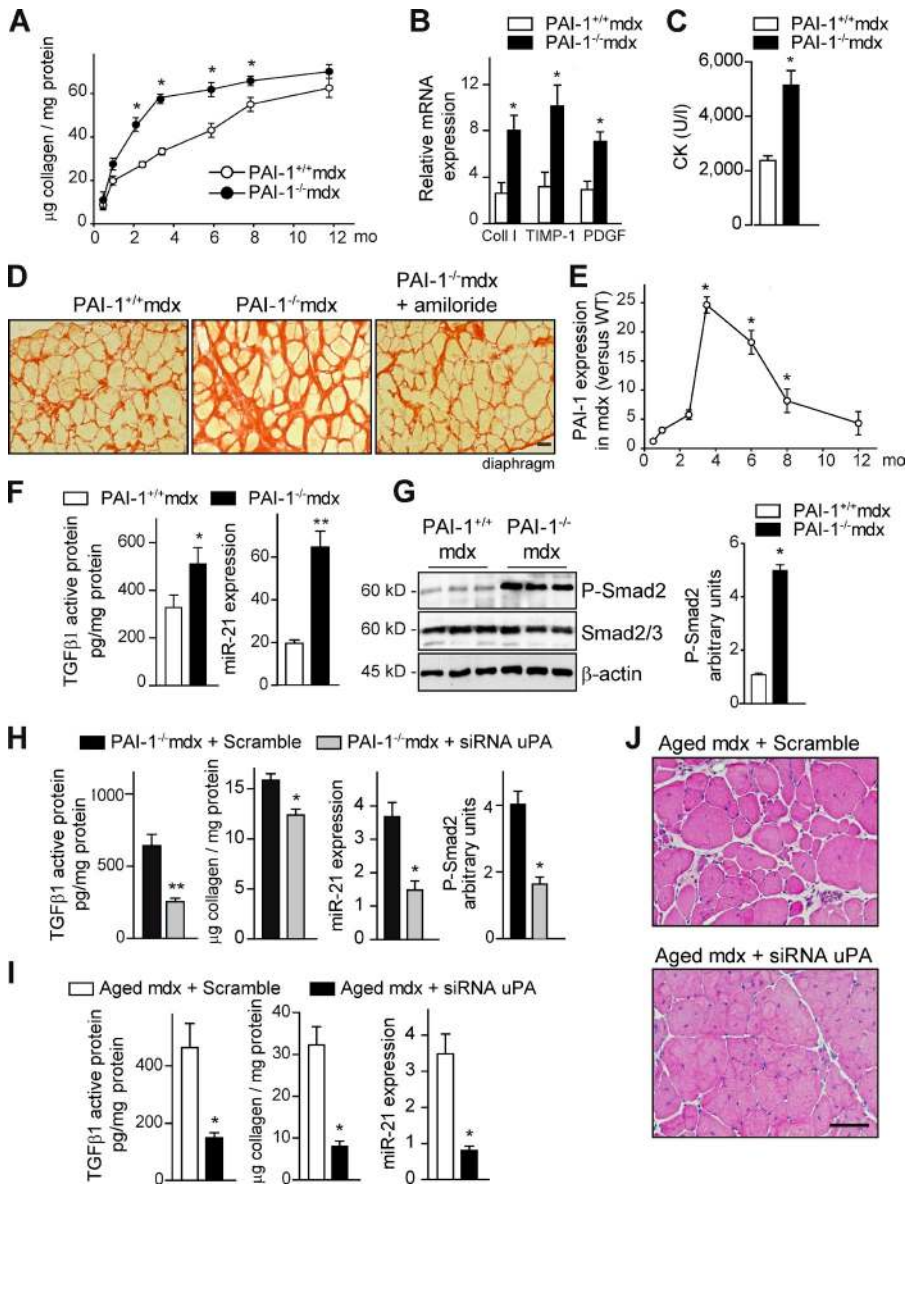 A
μg collagen / mg protein
60
40
20
0
0 2 4 6 8 10 12 mo
PAI-1+/+mdx
PAI-1-/-mdx
*
*
*
*
*
B
PAI-1+/+mdx
PAI-1-/-mdx
Relative mRNA
expression
12
8
4
0
* * *
Coll I TIMP-1 PDGF
C
PAI-1+/+mdx
PAI-1-/-mdx
CK (U/l)
6,000
4,000
2,000
0
*
D
PAI-1+/+mdx
PAI-1-/-mdx
PAI-1-/-mdx
+ amiloride
diaphragm
E
PAI-1 expression
in mdx (versus WT)
25
20
15
10
5
0
* * *
0 2 4 6 8 10 12 mo
F
PAI-1+/+mdx PAI-1-/-mdx
TGFβ1 active protein
pg/mg protein
600
400
200
0
*
miR-21 expression
60
40
20
0
**
G
PAI-1+/+
mdx
PAI-1-/-
mdx
60 kD - P-Smad2
60 kD - Smad2/3
45 kD - β-actin
PAI-1+/+mdx
PAI-1-/-mdx
P-Smad2
arbitrary units
6
4
2
0
*
H
PAI-1-/-mdx + Scramble PAI-1-/-mdx + siRNA uPA
TGFβ1 active protein
pg/mg protein
1000
500
0
**
μg collagen / mg protein
15
10
5
0
*
miR-21 expression
4
3
2
1
0
*
P-Smad2
arbitrary units
4
2
0
*
I
Aged mdx + Scramble Aged mdx + siRNA uPA
TGFβ1 active protein
pg/mg protein
400
200
0
*
μg collagen / mg protein
40
30
20
10
0
*
miR-21 expression
4
3
2
1
0
*
J
Aged mdx + Scramble
Aged mdx + siRNA uPA